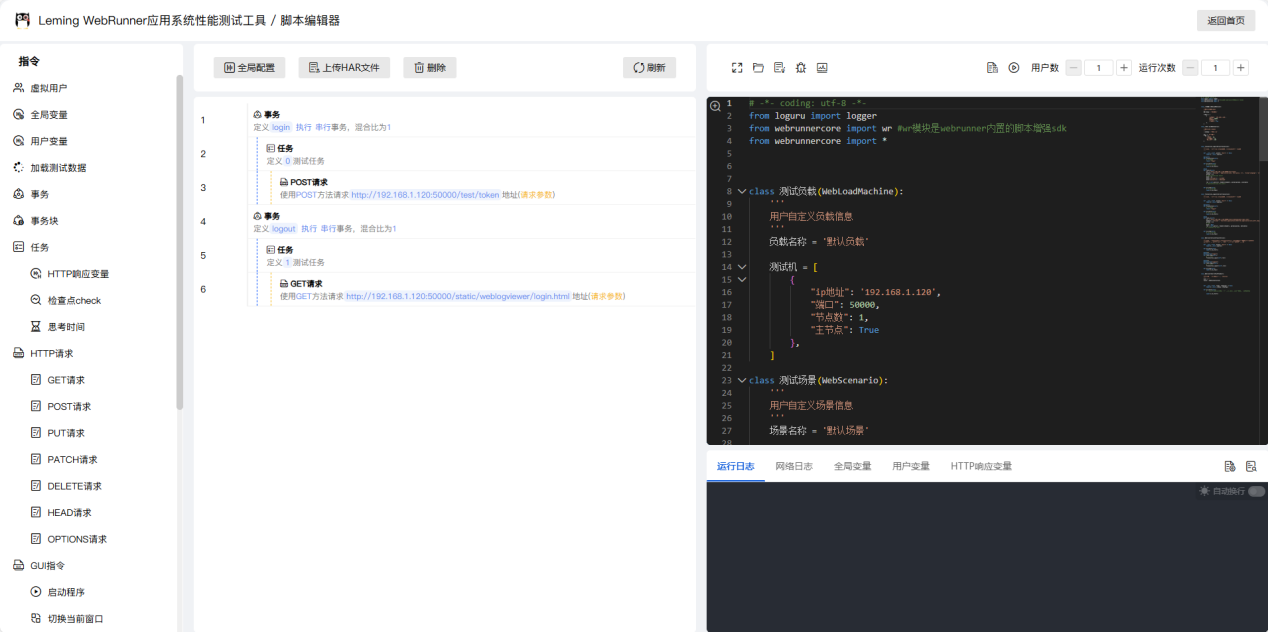 Leming WebRunner应用系统性能测试工具 / 脚本编辑器
返回首页
指令
虚拟用户
全局变量
用户变量
加载测试数据
事务
事务块
任务
HTTP响应变量
检查点check
思考时间
HTTP请求
GET请求
POST请求
PUT请求
PATCH请求
DELETE请求
HEAD请求
OPTIONS请求
GUI指令
启动程序
切换当前窗口
全局配置
上传HAR文件
删除
刷新
1
事务
定义 login 执行 串行事务，混合比为1
2
任务
定义 0 测试任务
3
POST请求
使用POST方法请求 http://192.168.1.120:50000/test/token 地址(请求参数)
4
事务
定义 logout 执行 串行事务，混合比为1
5
任务
定义 1 测试任务
6
GET请求
使用GET方法请求 http://192.168.1.120:50000/static/weblogviewer/login.html 地址(请求参数)
用户数 — 1 + 运行次数 — 1 +
1 # -*- coding: utf-8 -*-
2 from loguru import logger
3 from webrunnercore import wr #wr模块是webrunner内置的脚本增强sdk
4 from webrunnercore import *
5
6
7
8 class 测试负载(WebLoadMachine):
9 '''
10 用户自定义负载信息
11 '''
12 负载名称 = '默认负载'
13
14 测试机 = [
15 {
16 "ip地址": '192.168.1.120',
17 "端口": 50000,
18 "节点数": 1,
19 "主节点": True
20 },
21 ]
22
23 class 测试场景(WebScenario):
24 '''
25 用户自定义场景信息
26 '''
27 场景名称 = '默认场景'
28
运行日志
网络日志
全局变量
用户变量
HTTP响应变量
自动换行